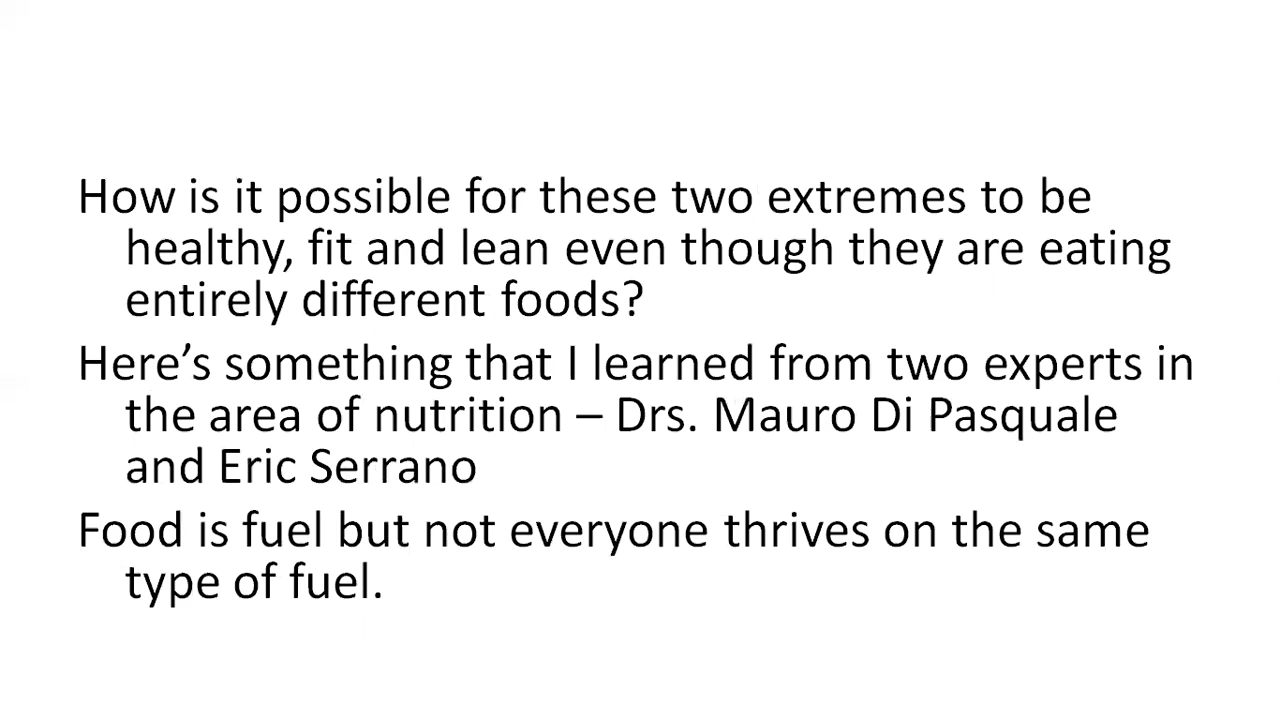 How is it possible for these two extremes to be
healthy, fit and lean even though they are eating
entirely different foods?
Here’s something that I learned from two experts in
the area of nutrition – Drs. Mauro Di Pasquale
and Eric Serrano
Food is fuel but not everyone thrives on the same
type of fuel.